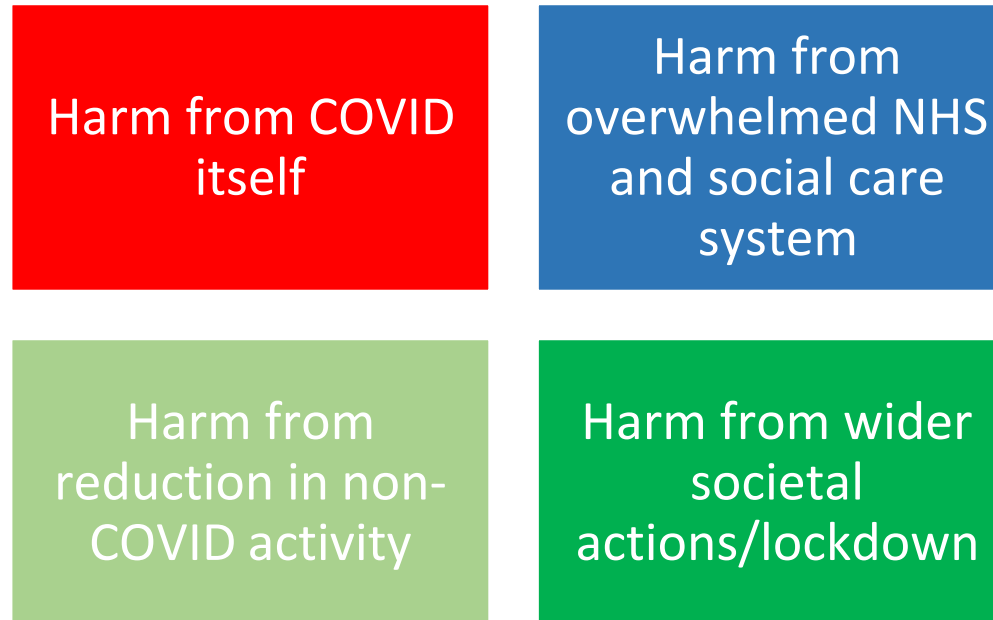 Harm from COVID
itself
Harm from
overwhelmed NHS
and social care
system
Harm from
reduction in non-
COVID activity
Harm from wider
societal
actions/lockdown